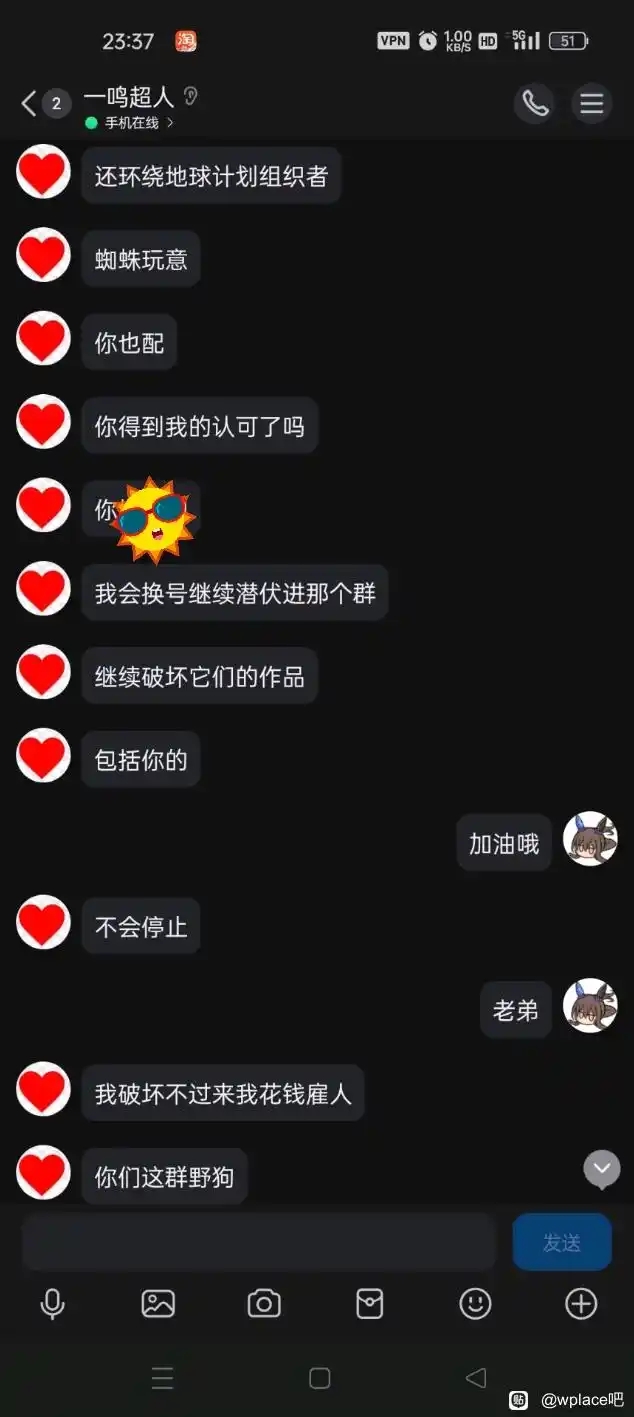 23:37
淘
VPN
1.00
KB/S
HD
5G
51
2
一鸣超人
手机在线
还环绕地球计划组织者
蜘蛛玩意
你也配
你得到我的认可了吗
你
我会换号继续潜伏进那个群
继续破坏它们的作品
包括你的
加油哦
不会停止
老弟
我破坏不过来我花钱雇人
你们这群野狗
发送
贴 @wplace吧